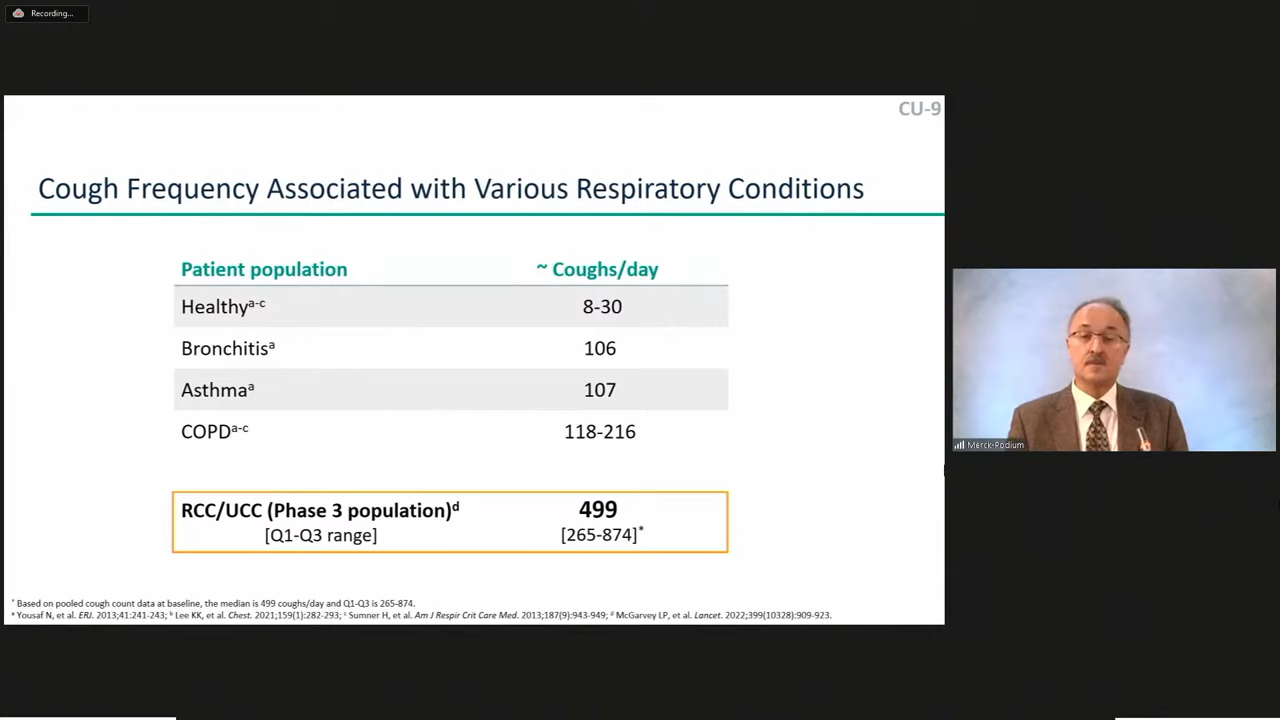 Recording...
CU-9
Cough Frequency Associated with Various Respiratory Conditions
Patient population ~ Coughs/day
Healthyᵃ⁻ᶜ 8-30
Bronchitisᵃ 106
Asthmaᵃ 107
COPDᵃ⁻ᶜ 118-216
RCC/UCC (Phase 3 population)ᵈ 499
[Q1-Q3 range] [265-874]*
Merck-Podium
* Based on pooled cough count data at baseline, the median is 499 coughs/day and Q1-Q3 is 265-874.
ᵃ Yousaf N, et al. ERJ. 2013;41:241-243; ᵇ Lee KK, et al. Chest. 2021;159(1):282-293; ᶜ Sumner H, et al. Am J Respir Crit Care Med. 2013;187(9):943-949; ᵈ McGarvey LP, et al. Lancet. 2022;399(10328):909-923.